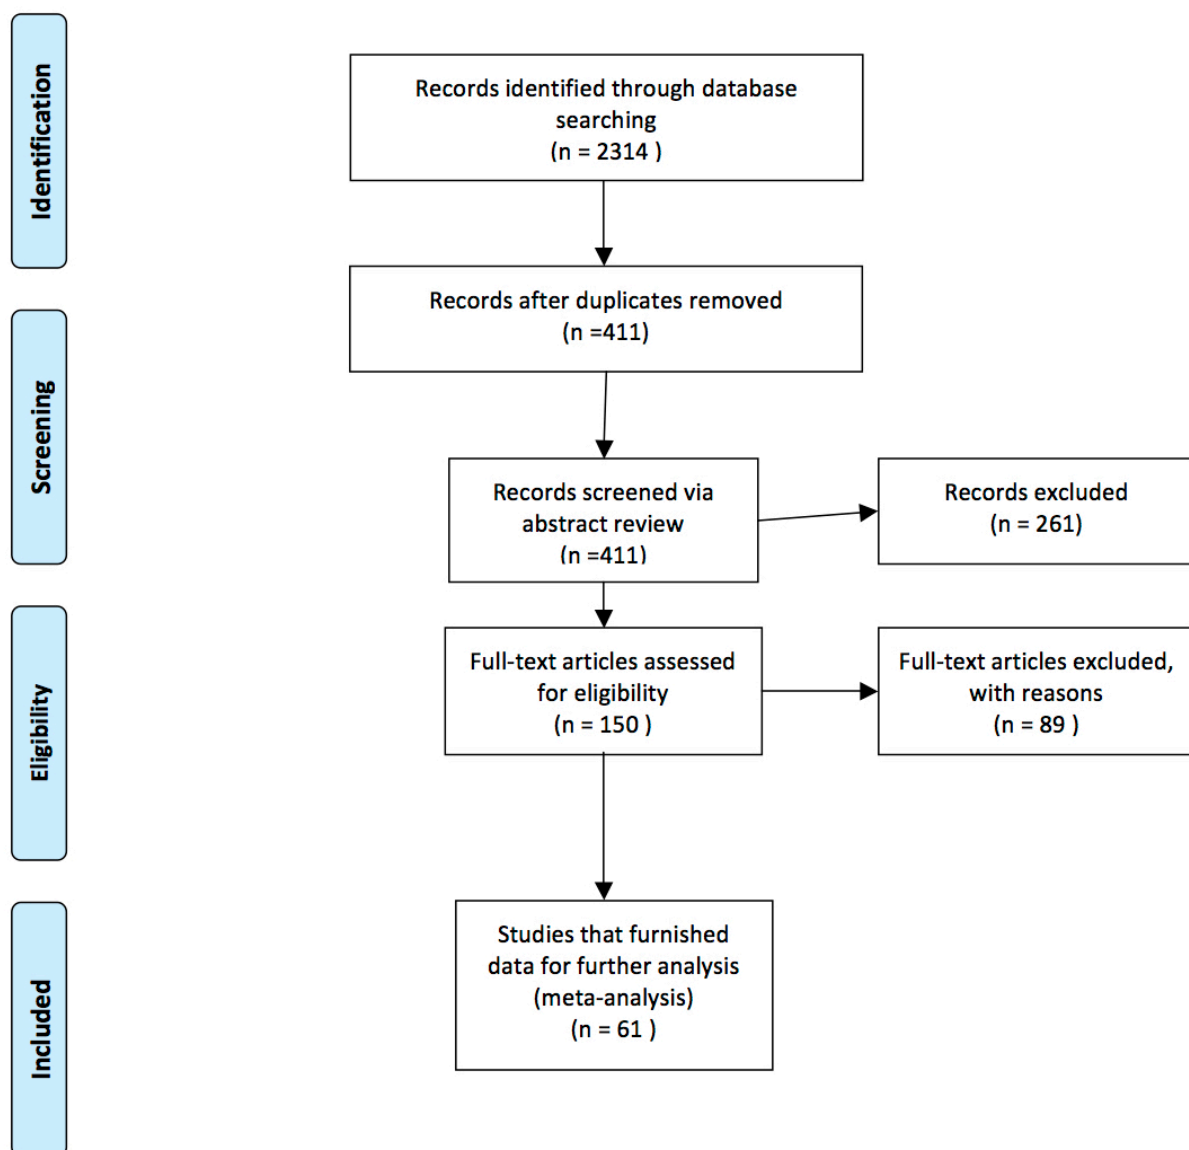 Identification
Records identified through database
searching
(n = 2314 )
Records after duplicates removed
(n =411)
Screening
Records screened via
abstract review
(n =411)
Records excluded
(n = 261)
Eligibility
Full-text articles assessed
for eligibility
(n = 150 )
Full-text articles excluded,
with reasons
(n = 89 )
Included
Studies that furnished
data for further analysis
(meta-analysis)
(n = 61 )